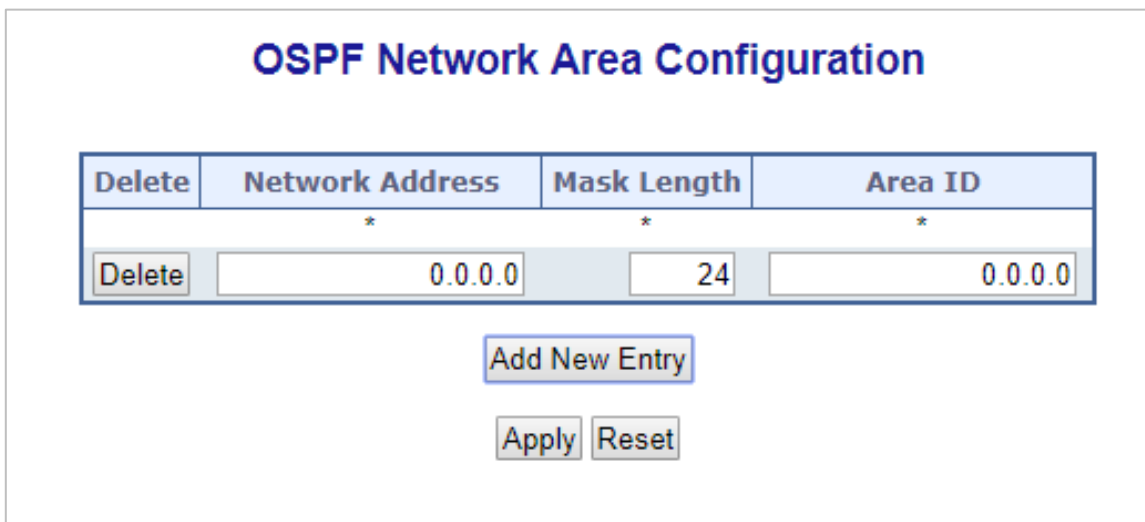 OSPF Network Area Configuration
Delete Network Address Mask Length Area ID
* * *
Delete 0.0.0.0 24 0.0.0.0
Add New Entry
Apply Reset